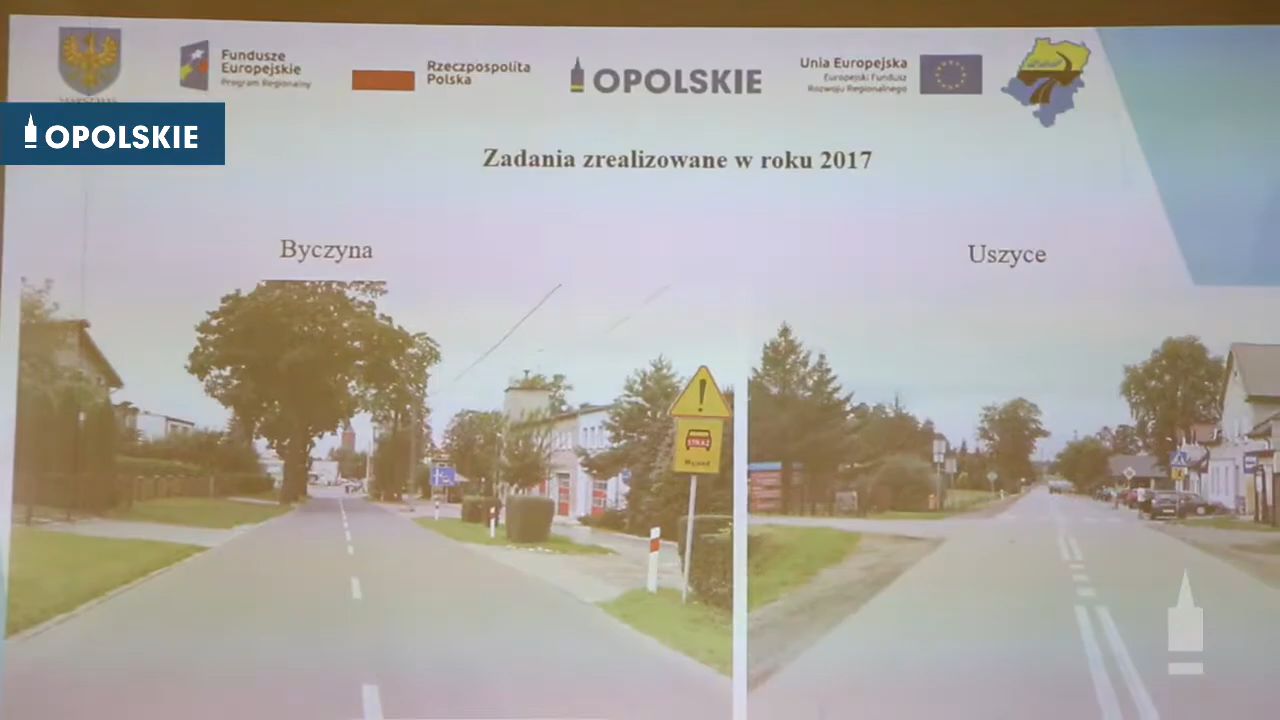 Fundusze
Europejskie
Program Regionalny
Rzeczpospolita
Polska
OPOLSKIE
Unia Europejska
Europejski Fundusz
Rozwoju Regionalnego
OPOLSKIE
Zadania zrealizowane w roku 2017
Byczyna
Uszyce
STRAŻ
Wyjazd